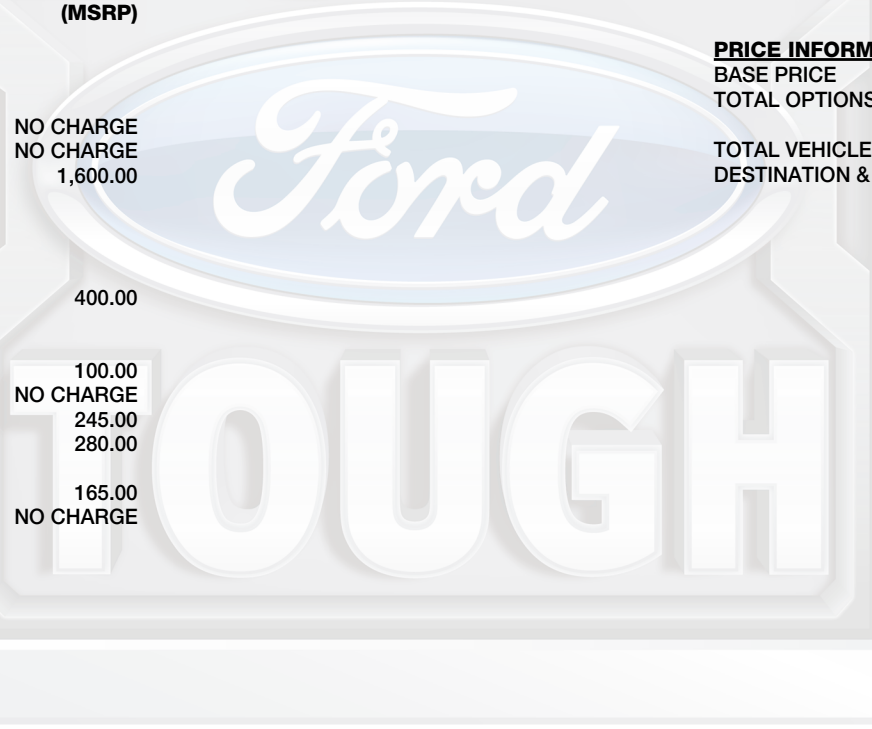 (MSRP)
NO CHARGE
NO CHARGE
1,600.00
400.00
100.00
NO CHARGE
245.00
280.00
165.00
NO CHARGE
PRICE INFORM
BASE PRICE
TOTAL OPTIONS
TOTAL VEHICLE
DESTINATION &
Ford
TOUGH